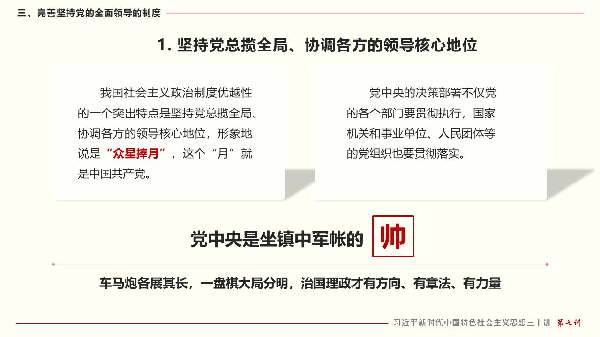 三、完善坚持党的全面领导的制度
1. 坚持党总揽全局、协调各方的领导核心地位
我国社会主义政治制度优越性
的一个突出特点是坚持党总揽全局、
协调各方的领导核心地位，形象地
说是“众星捧月”，这个“月”就
是中国共产党。
党中央的决策部署不仅党
的各个部门要贯彻执行，国家
机关和事业单位、人民团体等
的党组织也要贯彻落实。
党中央是坐镇中军帐的 帅
车马炮各展其长，一盘棋大局分明，治国理政才有方向、有章法、有力量
习近平新时代中国特色社会主义思想三十讲 第七讲